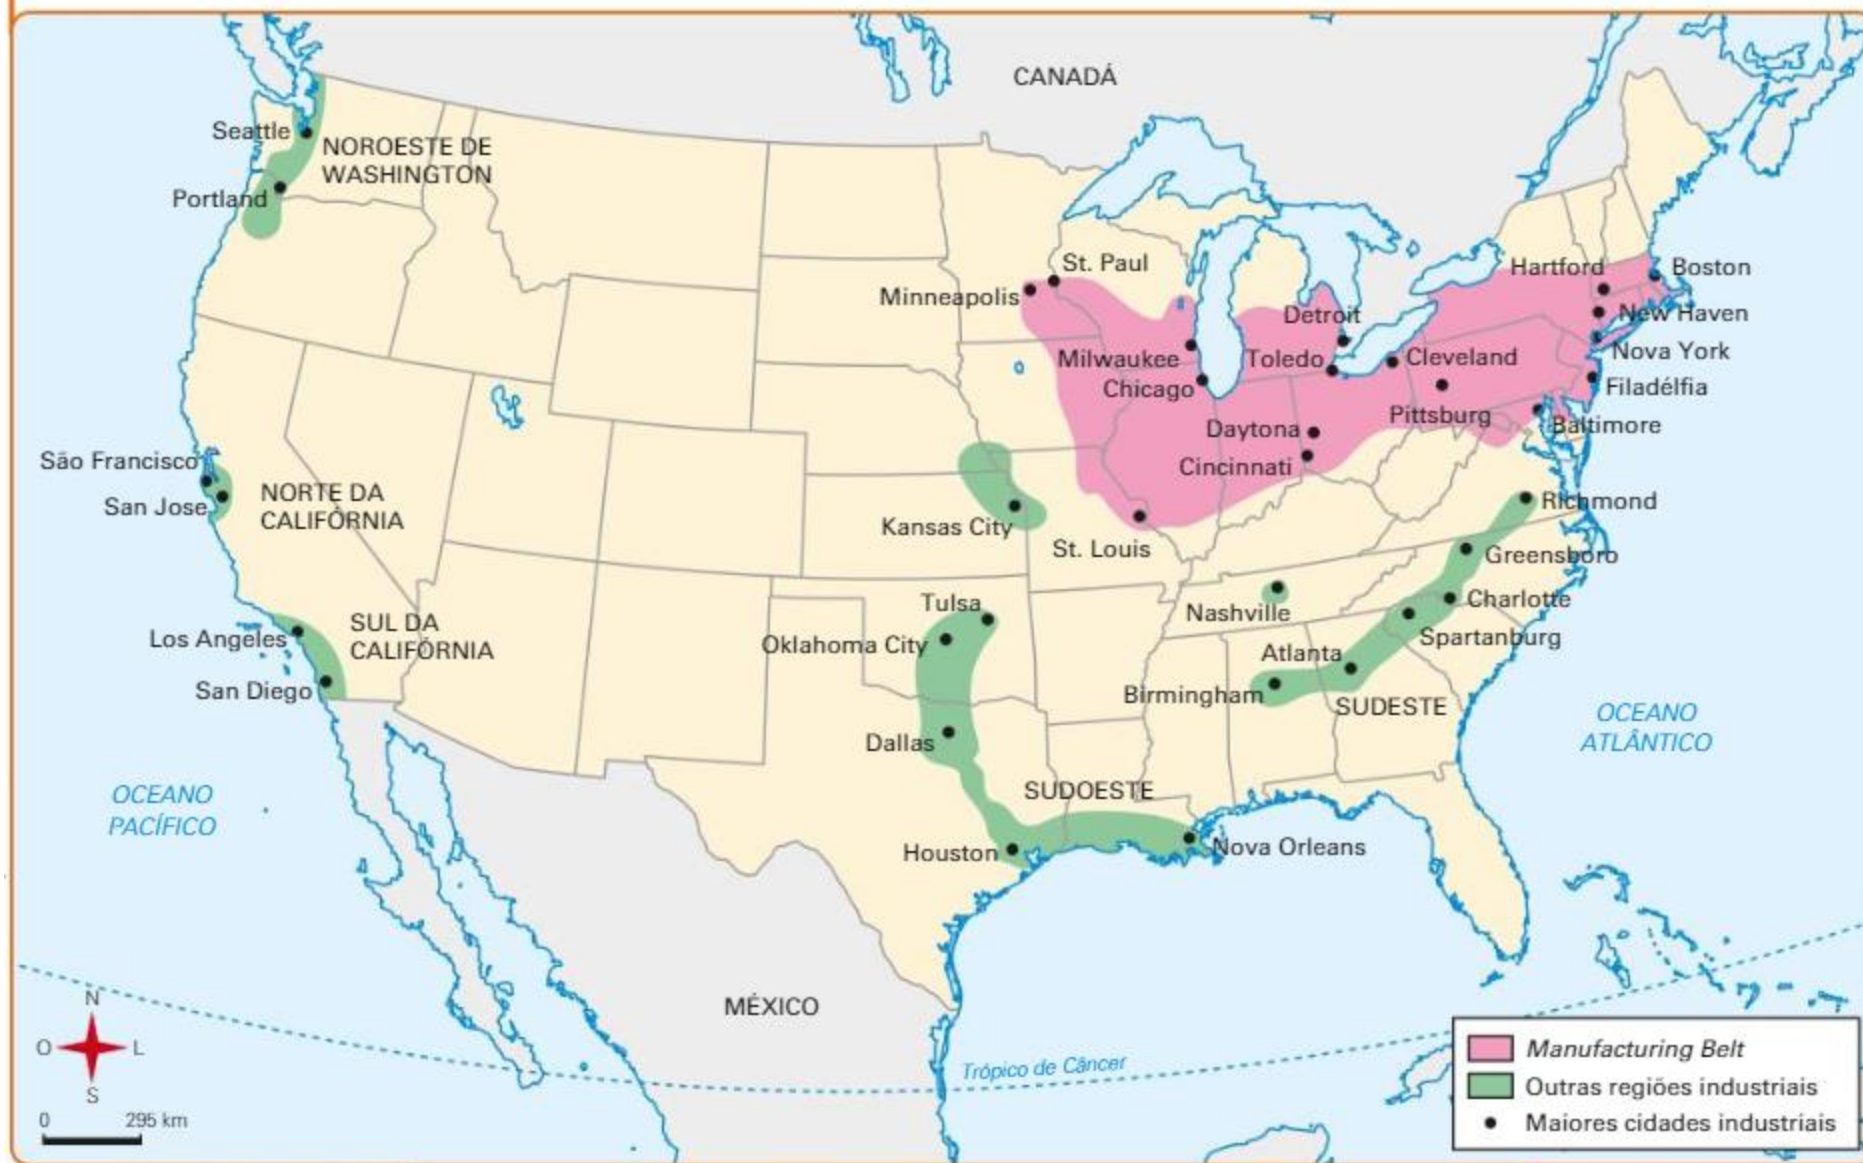 CANADÁ
Seattle
NOROESTE DE
WASHINGTON
Portland
St. Paul
Minneapolis
Hartford
Boston
Detroit
New Haven
Milwaukee
Toledo
Cleveland
Nova York
Chicago
Filadélfia
Pittsburg
Daytona
Baltimore
Cincinnati
São Francisco
NORTE DA
CALIFÓRNIA
San Jose
Richmond
Kansas City
St. Louis
Greensboro
Tulsa
Nashville
Charlotte
Los Angeles
SUL DA
CALIFÓRNIA
Oklahoma City
Spartanburg
Atlanta
San Diego
Birmingham
SUDESTE
OCEANO
ATLÂNTICO
Dallas
OCEANO
PACÍFICO
SUDOESTE
Houston
Nova Orleans
MÉXICO
N
O
L
S
Trópico de Câncer
0
295 km
Manufacturing Belt
Outras regiões industriais
Maiores cidades industriais